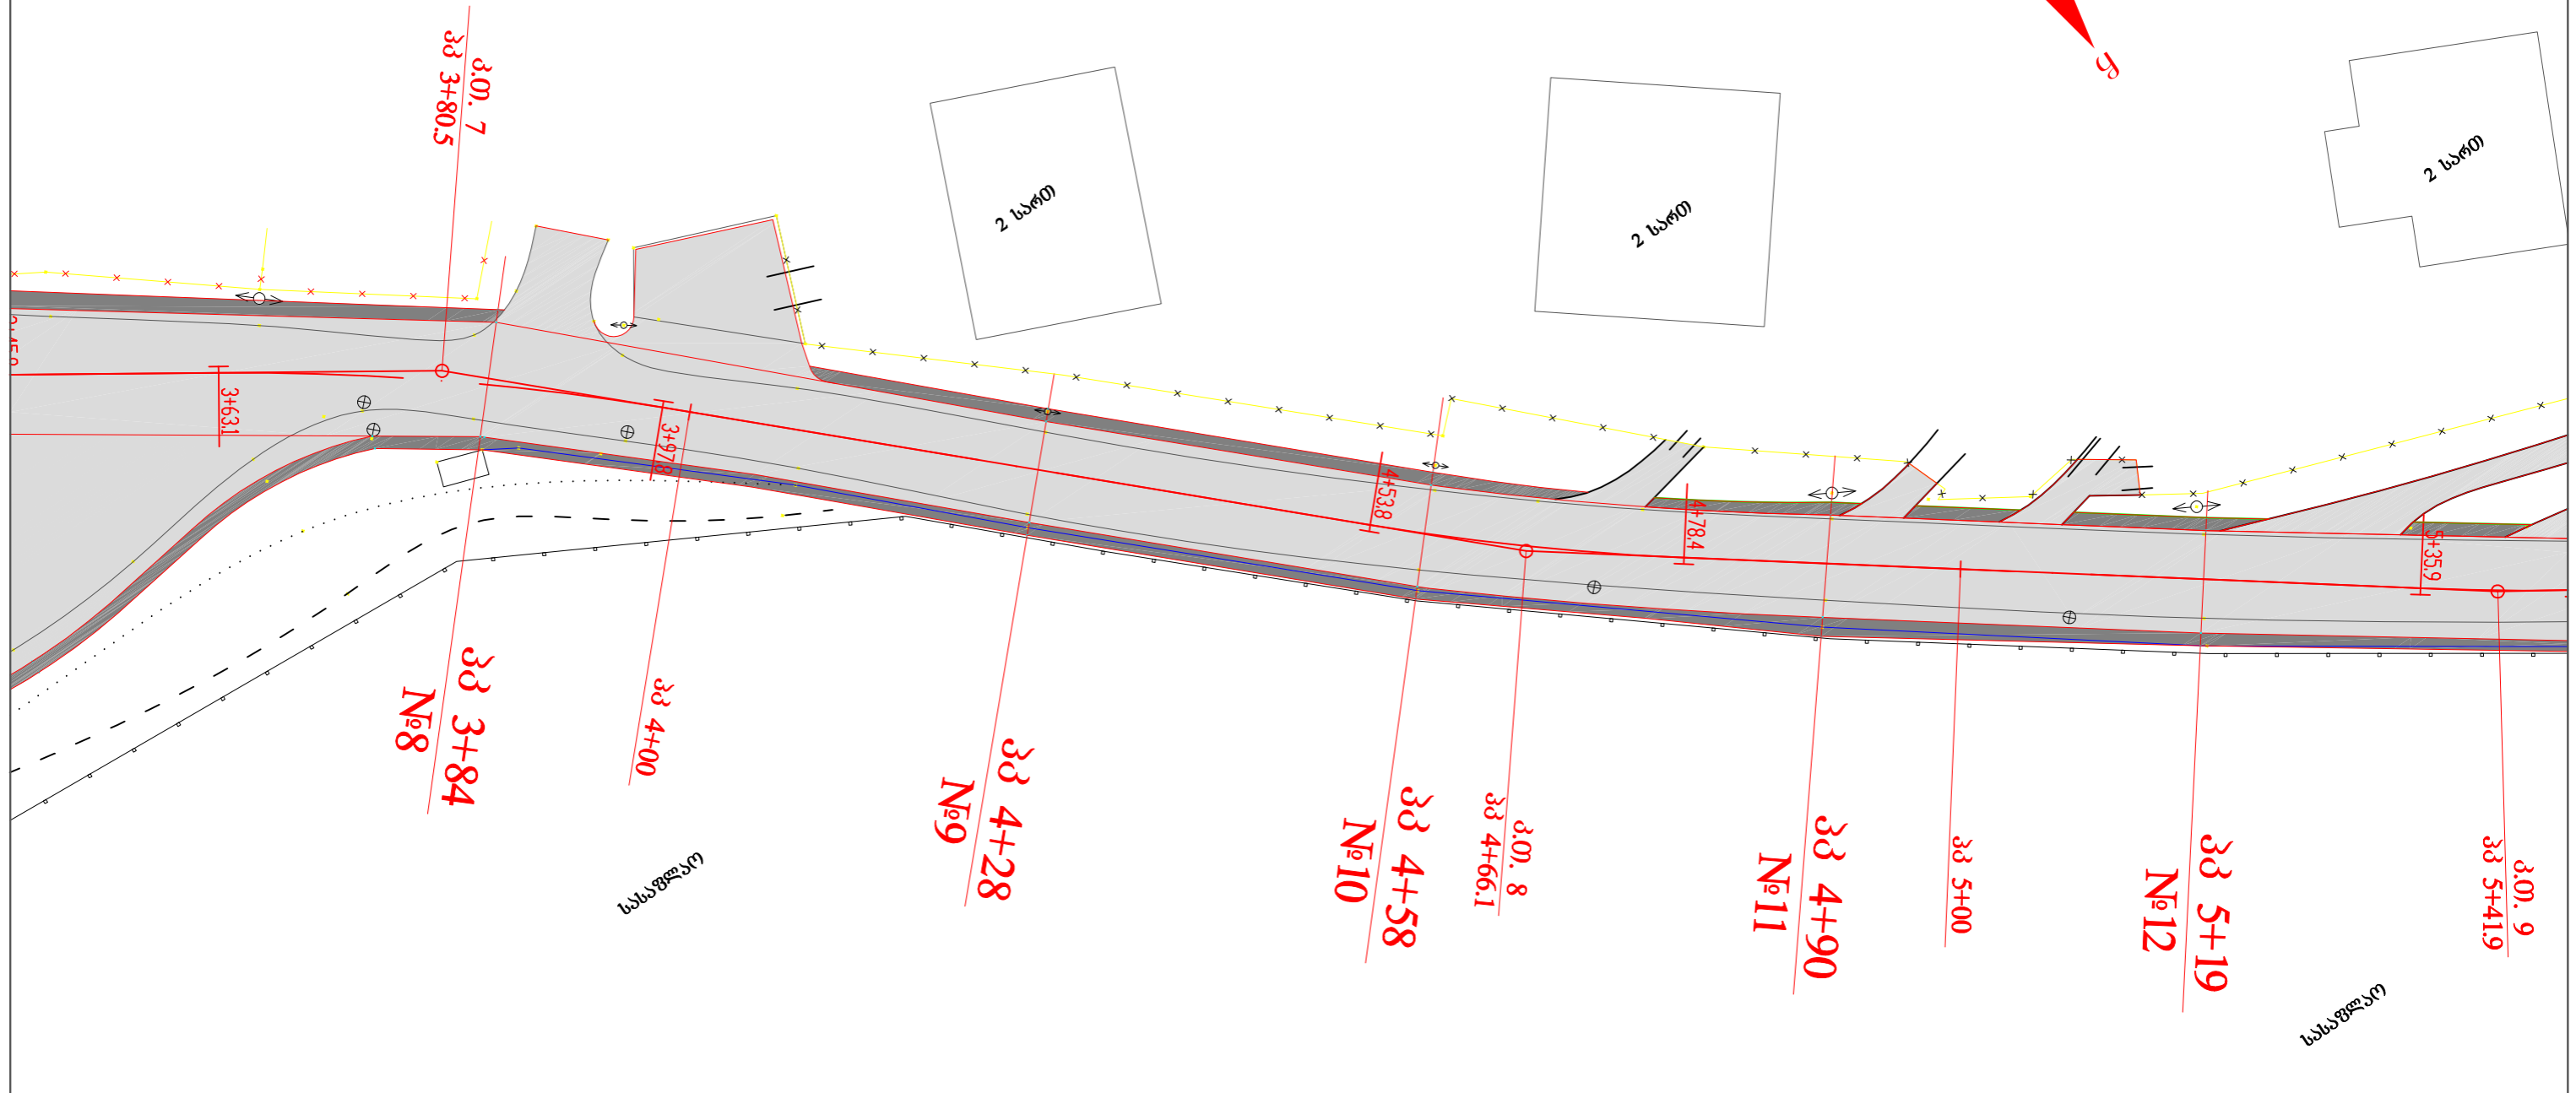 კ.თ. 7
პკ 3+80.5
ჩ
2 სართ
2 სართ
2 სართ
3+63.1
3+97.8
4+53.8
4+78.4
5+35.9
პკ 3+84
№8
პკ 4+00
პკ 4+28
№9
პკ 4+58
№10
კ.თ. 8
პკ 4+66.1
პკ 4+90
№11
პკ 5+00
პკ 5+19
№12
კ.თ. 9
პკ 5+41.9
სასაფლაო
სასაფლაო